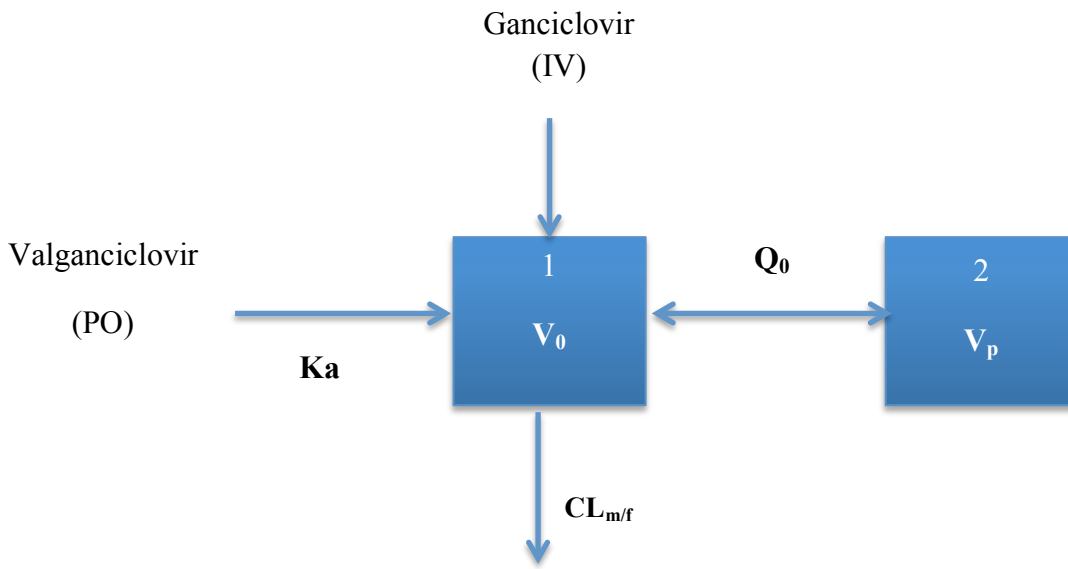 Ganciclovir
(IV)
Valganciclovir
(PO)
Ka
1
V₀
Q₀
2
Vₚ
CLm/f